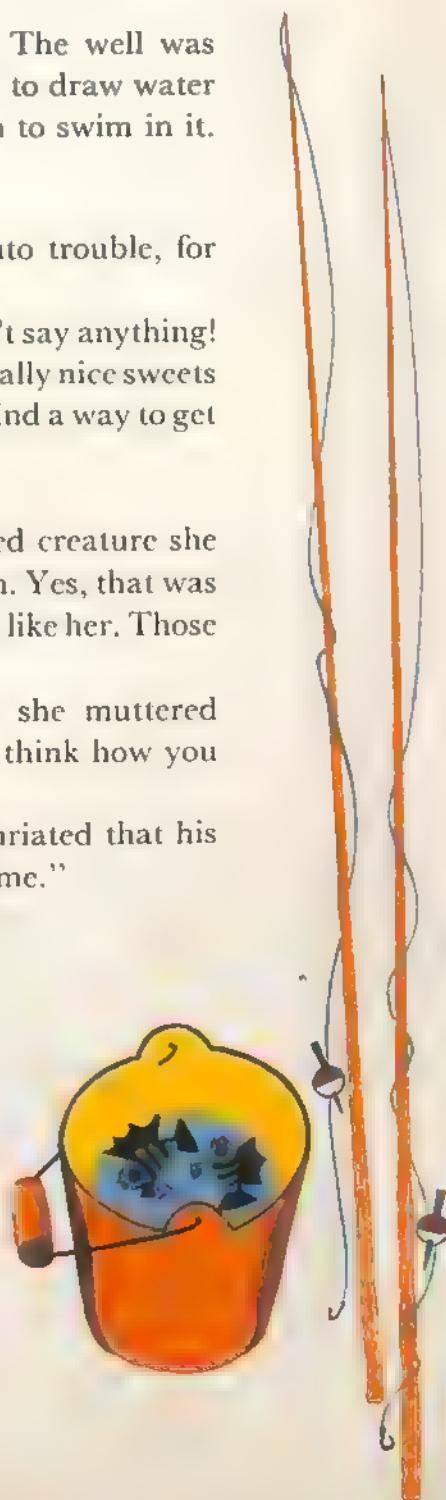 The well was
to draw water
to swim in it.
to trouble, for
't say anything!
ally nice sweets
nd a way to get
ed creature she
n. Yes, that was
like her. Those
she muttered
think how you
nriated that his
me."